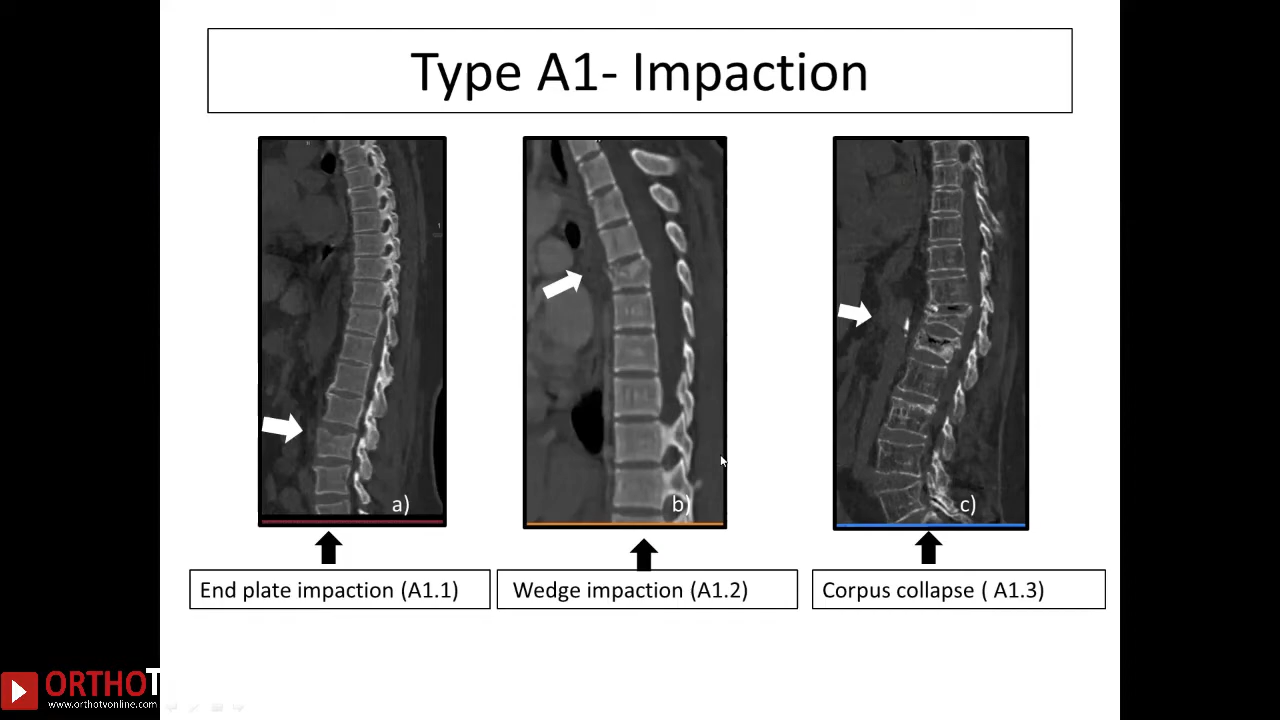 Type A1- Impaction
a)
b)
c)
End plate impaction (A1.1)
Wedge impaction (A1.2)
Corpus collapse ( A1.3)
ORTHOT
www.orthotvonline.com